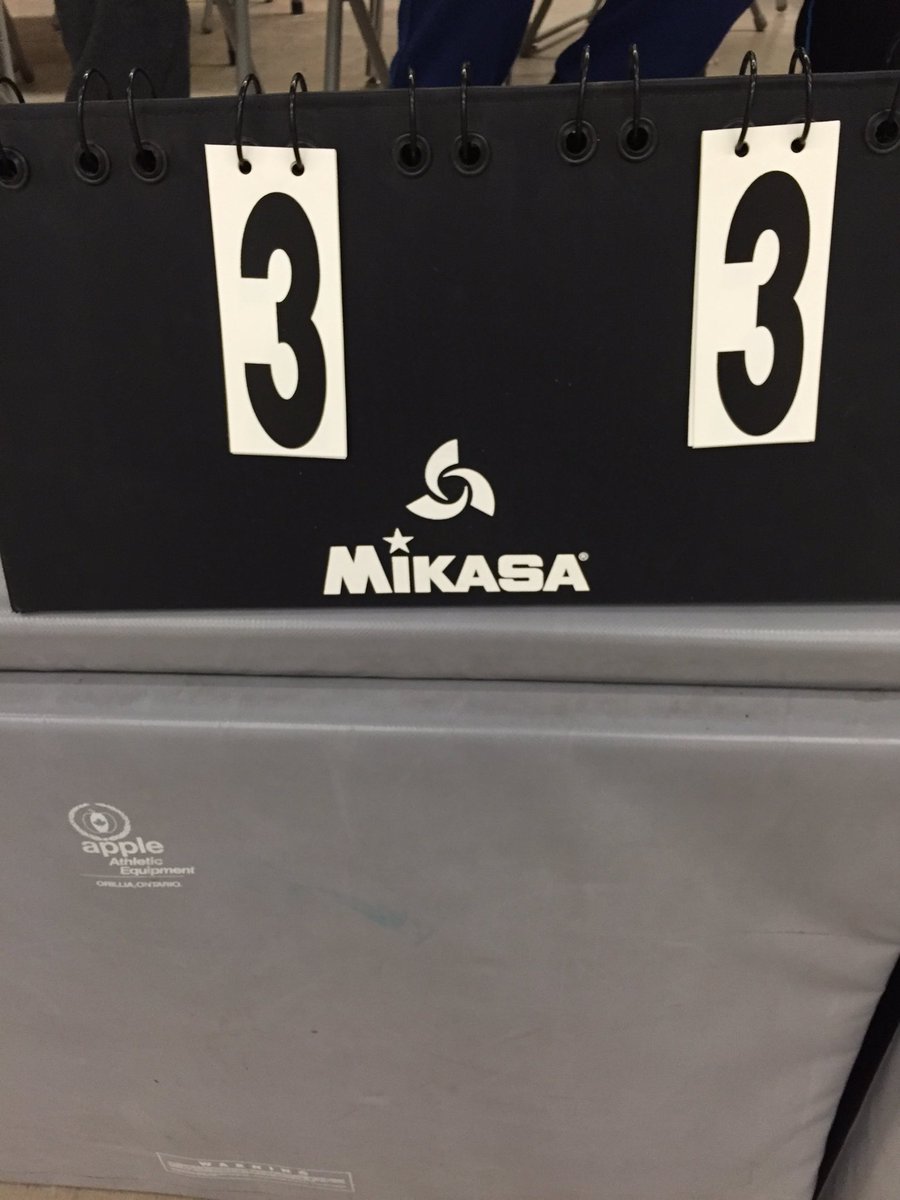 3 3
MiKASA®
apple
Athletic
Equipment
ORILLIA, ONTARIO
WARNING